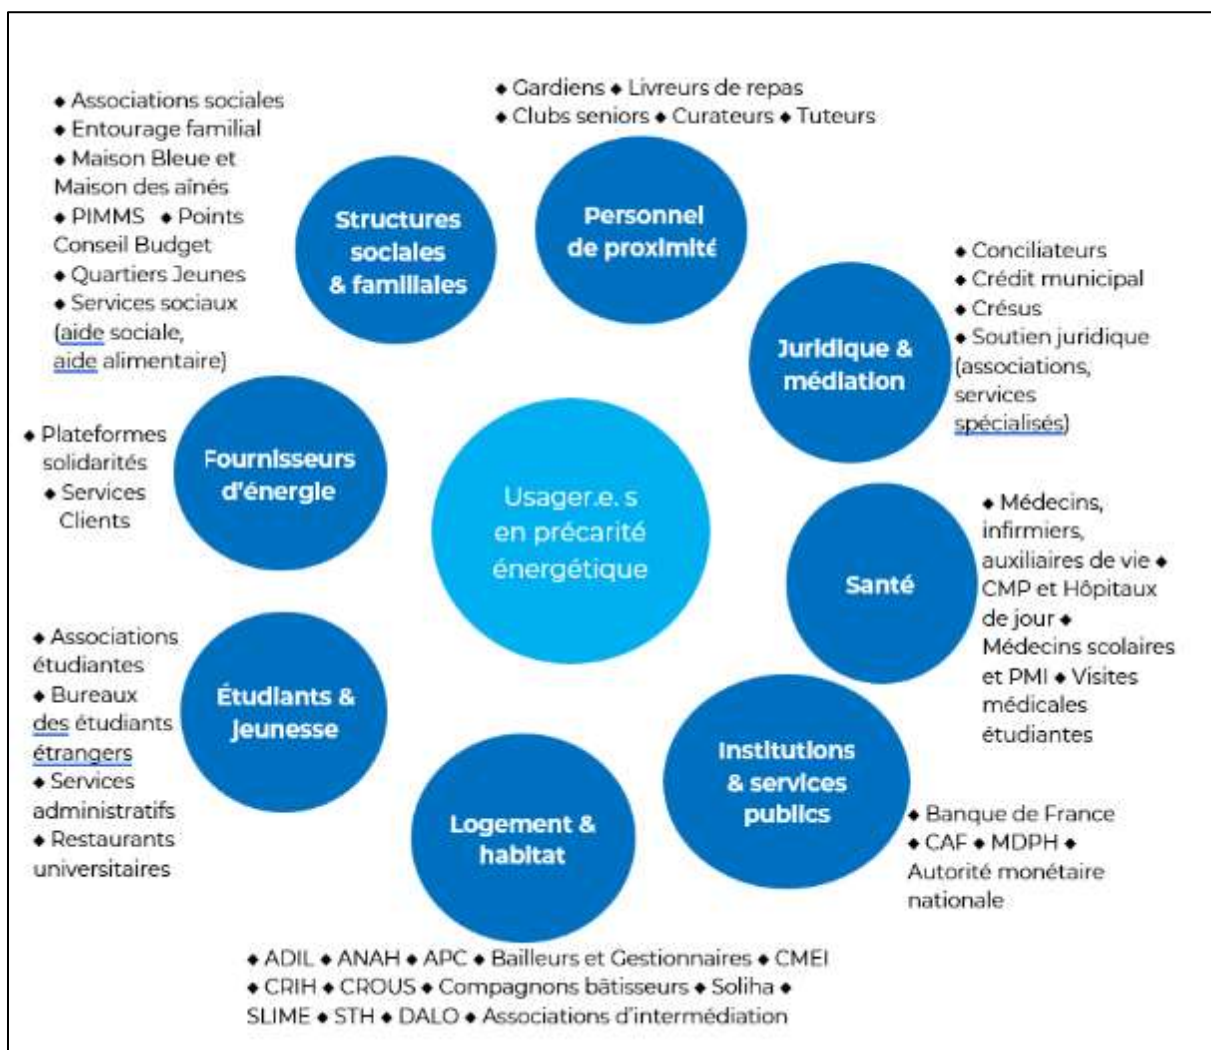 ◆ Gardiens ◆ Livreurs de repas
◆ Clubs seniors ◆ Curateurs ◆ Tuteurs
Personnel
de proximité
◆ Associations sociales
◆ Entourage familial
◆ Maison Bleue et
Maison des aînés
◆ PIMMS ◆ Points
Conseil Budget
◆ Quartiers Jeunes
◆ Services sociaux
(aide sociale,
aide alimentaire)
Structures
sociales
& familiales
◆ Conciliateurs
◆ Crédit municipal
◆ Crésus
◆ Soutien juridique
(associations,
services
spécialisés)
Juridique &
médiation
◆ Plateformes
solidarités
◆ Services
Clients
Fournisseurs
d'énergie
Usager.e. s
en précarité
énergétique
Santé
◆ Médecins,
infirmiers,
auxiliaires de vie ◆
CMP et Hôpitaux
de jour ◆
Médecins scolaires
et PMI ◆ Visites
médicales
étudiantes
◆ Associations
étudiantes
◆ Bureaux
des étudiants
étrangers
◆ Services
administratifs
◆ Restaurants
universitaires
Étudiants &
jeunesse
Institutions
& services
publics
◆ Banque de France
◆ CAF ◆ MDPH ◆
Autorité monétaire
nationale
Logement &
habitat
◆ ADIL ◆ ANAH ◆ APC ◆ Bailleurs et Gestionnaires ◆ CMEI
◆ CRIH ◆ CROUS ◆ Compagnons bâtisseurs ◆ Soliha ◆
SLIME ◆ STH ◆ DALO ◆ Associations d'intermédiation